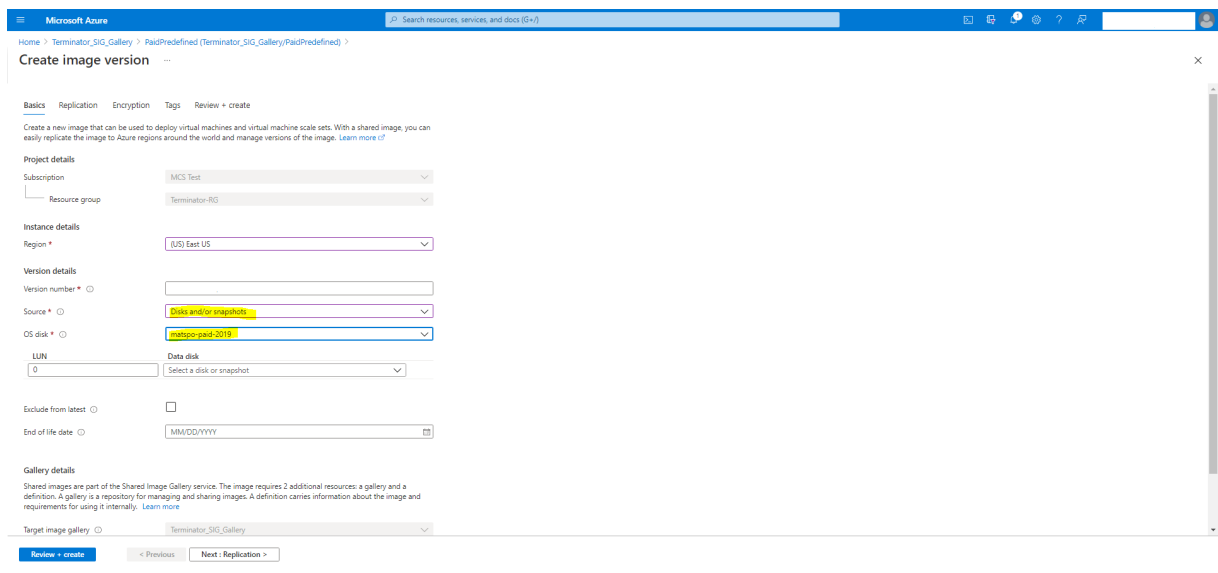 Microsoft Azure
Search resources, services, and docs (G+/)
Home > Terminator_SIG_Gallery > PaidPredefined (Terminator_SIG_Gallery/PaidPredefined) >
Create image version ...
Basics Replication Encryption Tags Review + create
Create a new image that can be used to deploy virtual machines and virtual machine scale sets. With a shared image, you can
easily replicate the image to Azure regions around the world and manage versions of the image. Learn more
Project details
Subscription MCS Test
Resource group Terminator-RG
Instance details
Region * (US) East US
Version details
Version number *
Source * Disks and/or snapshots
OS disk * matspo-paid-2019
LUN Data disk
0 Select a disk or snapshot
Exclude from latest
End of life date MM/DD/YYYY
Gallery details
Shared images are part of the Shared Image Gallery service. The image requires 2 additional resources: a gallery and a
definition. A gallery is a repository for managing and sharing images. A definition carries information about the image and
requirements for using it internally. Learn more
Target image gallery Terminator_SIG_Gallery
Review + create < Previous Next : Replication >